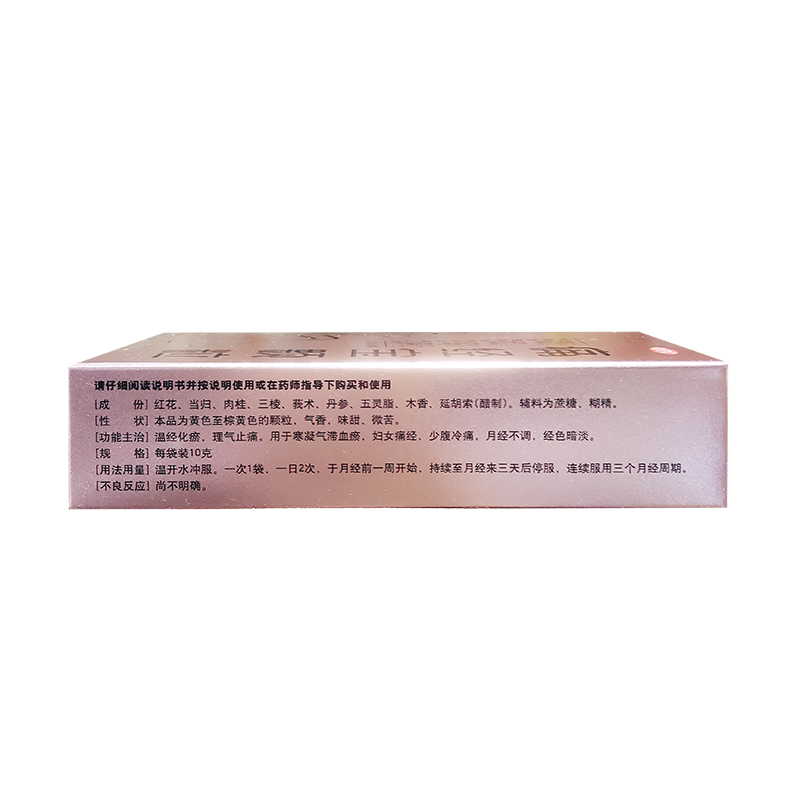 请仔细阅读说明书并按说明使用或在药师指导下购买和使用
[成 份] 红花、当归、肉桂、三棱、莪术、丹参、五灵脂、木香、延胡索(醋制)。辅料为蔗糖、糊精。
[性 状] 本品为黄色至棕黄色的颗粒，气香，味甜、微苦。
[功能主治] 温经化瘀，理气止痛。用于寒凝气滞血瘀，妇女痛经，少腹冷痛，月经不调，经色暗淡。
[规 格] 每袋装10克
[用法用量] 温开水冲服。一次1袋，一日2次，于月经前一周开始，持续至月经来三天后停服，连续服用三个月经周期。
[不良反应] 尚不明确。